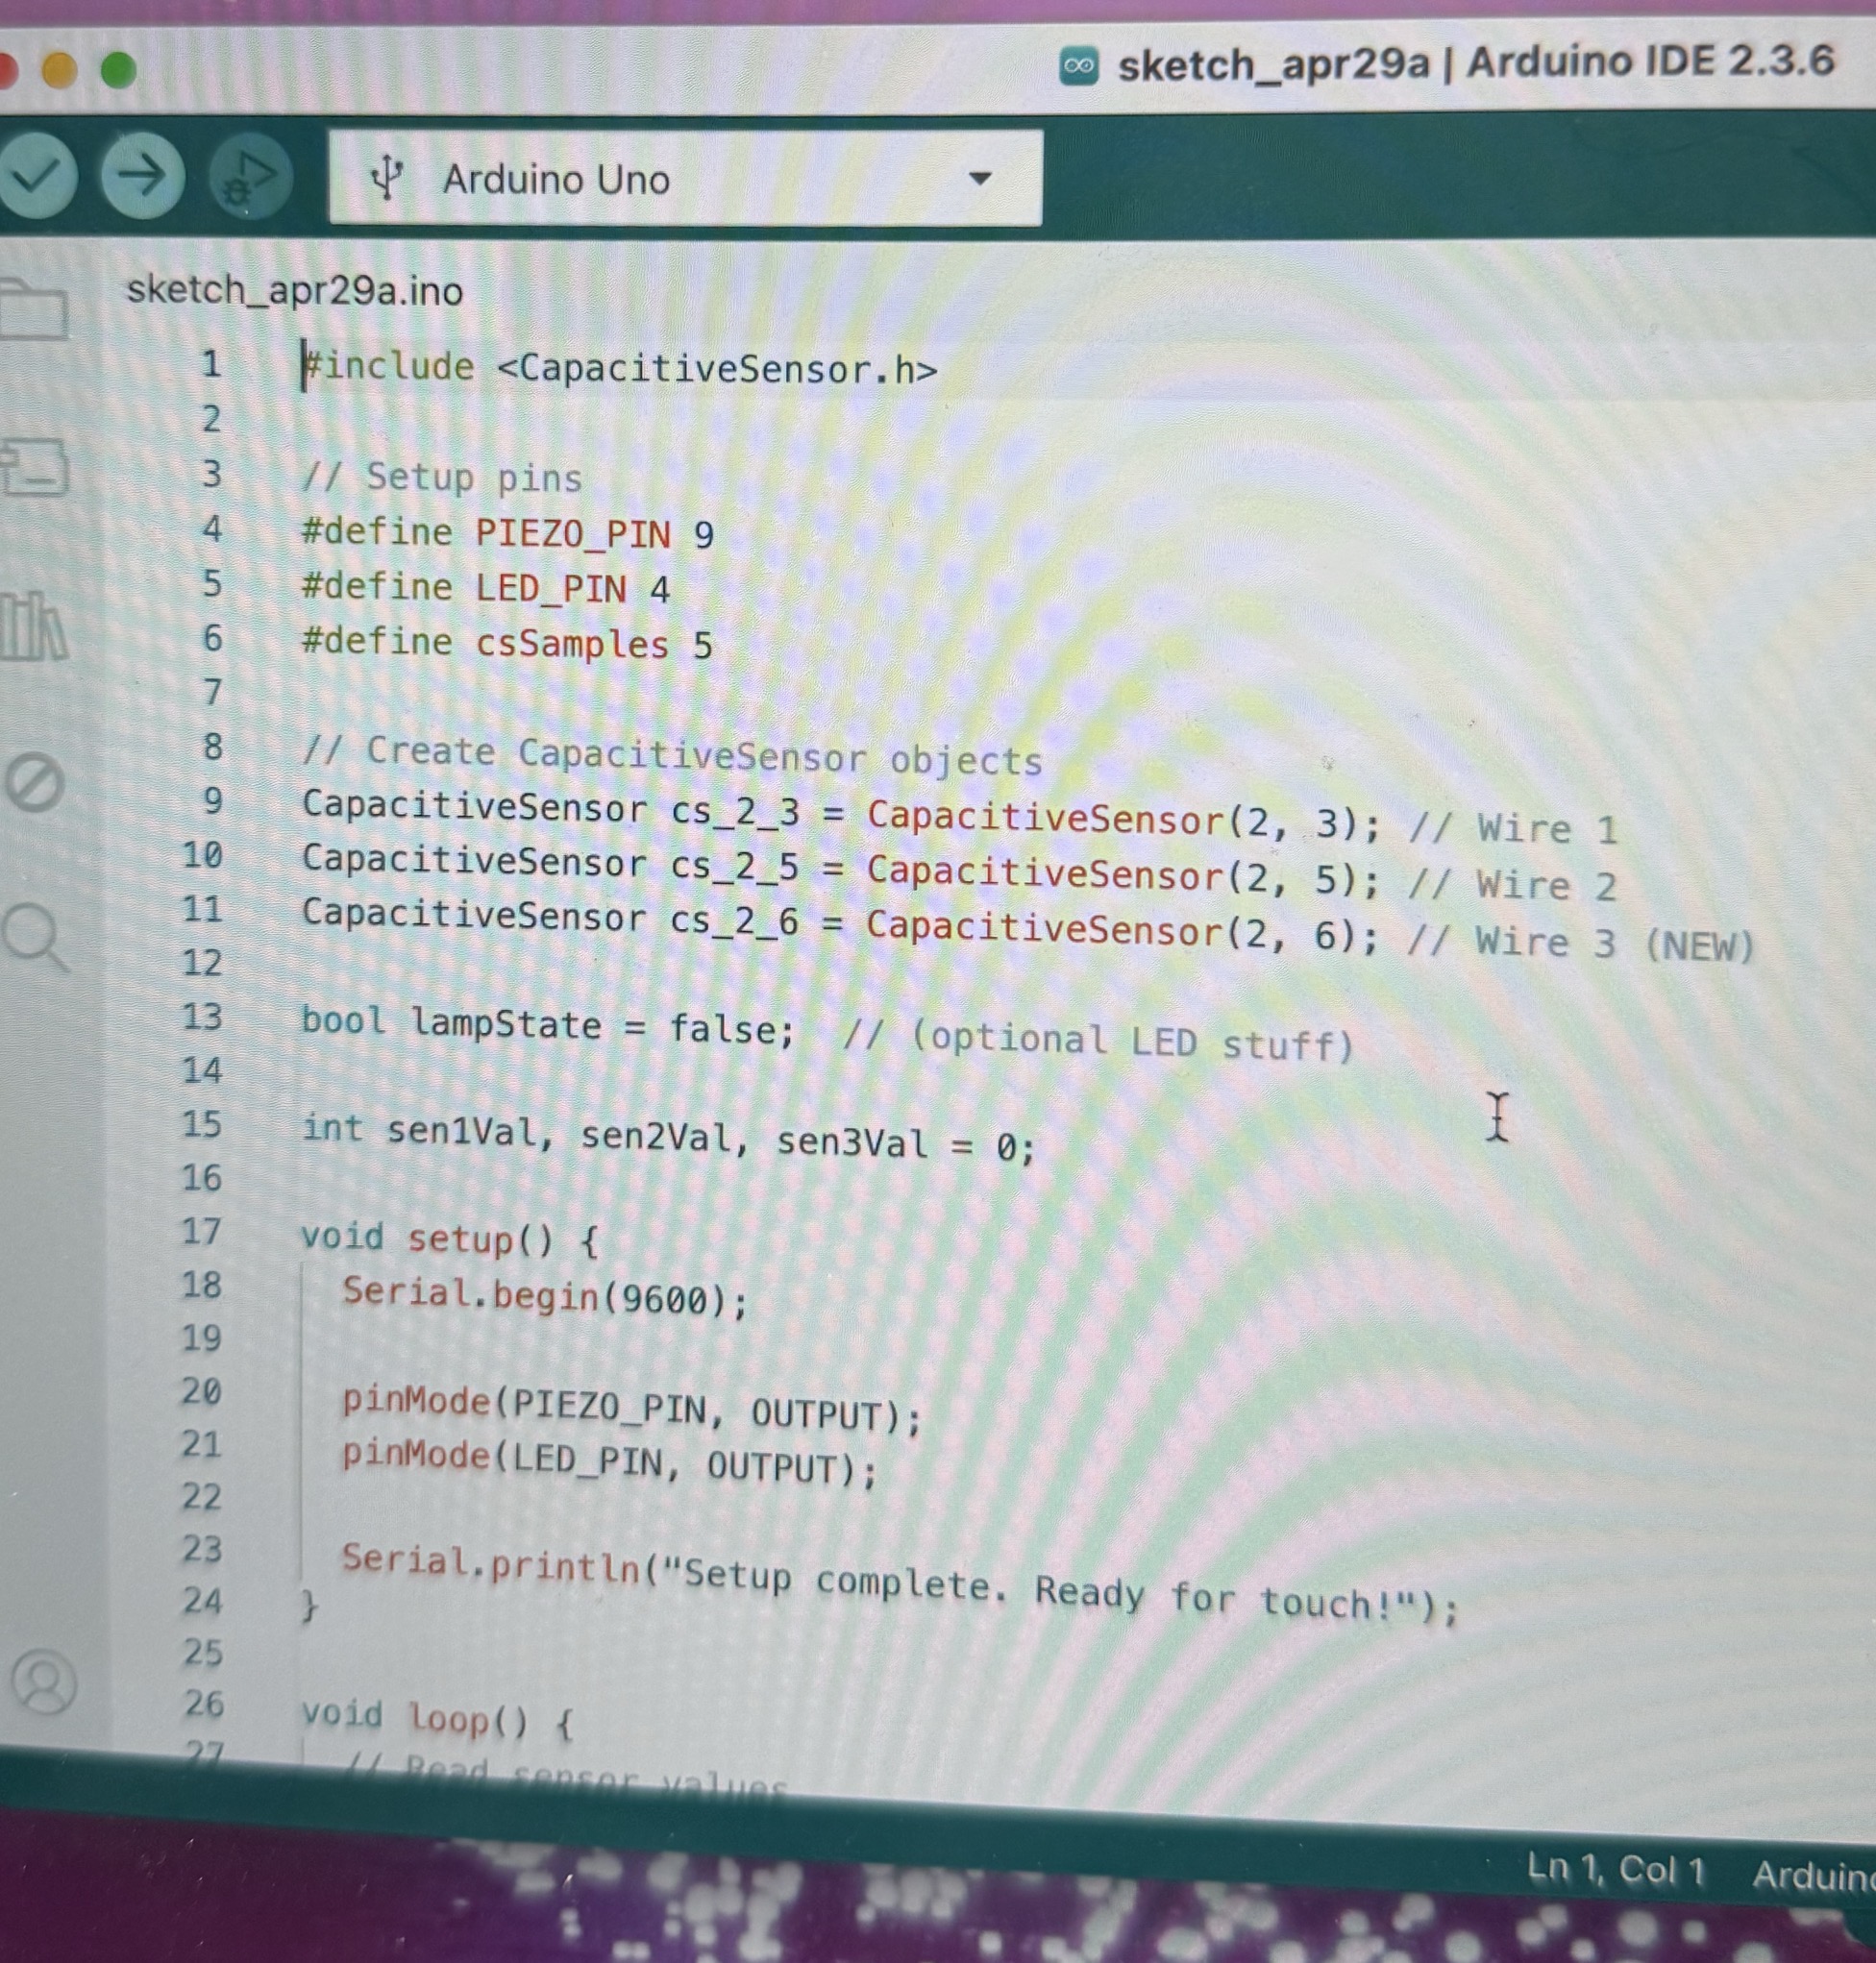 sketch_apr29a | Arduino IDE 2.3.6
Arduino Uno
sketch_apr29a.ino
1 #include <CapacitiveSensor.h>
2
3 // Setup pins
4 #define PIEZO_PIN 9
5 #define LED_PIN 4
6 #define csSamples 5
7
8 // Create CapacitiveSensor objects
9 CapacitiveSensor cs_2_3 = CapacitiveSensor(2, 3); // Wire 1
10 CapacitiveSensor cs_2_5 = CapacitiveSensor(2, 5); // Wire 2
11 CapacitiveSensor cs_2_6 = CapacitiveSensor(2, 6); // Wire 3 (NEW)
12
13 bool lampState = false;  // (optional LED stuff)
14
15 int sen1Val, sen2Val, sen3Val = 0;
16
17 void setup() {
18   Serial.begin(9600);
19
20   pinMode(PIEZO_PIN, OUTPUT);
21   pinMode(LED_PIN, OUTPUT);
22
23   Serial.println("Setup complete. Ready for touch!");
24 }
25
26 void loop() {
27   // Read sensor values
Ln 1, Col 1 Arduino